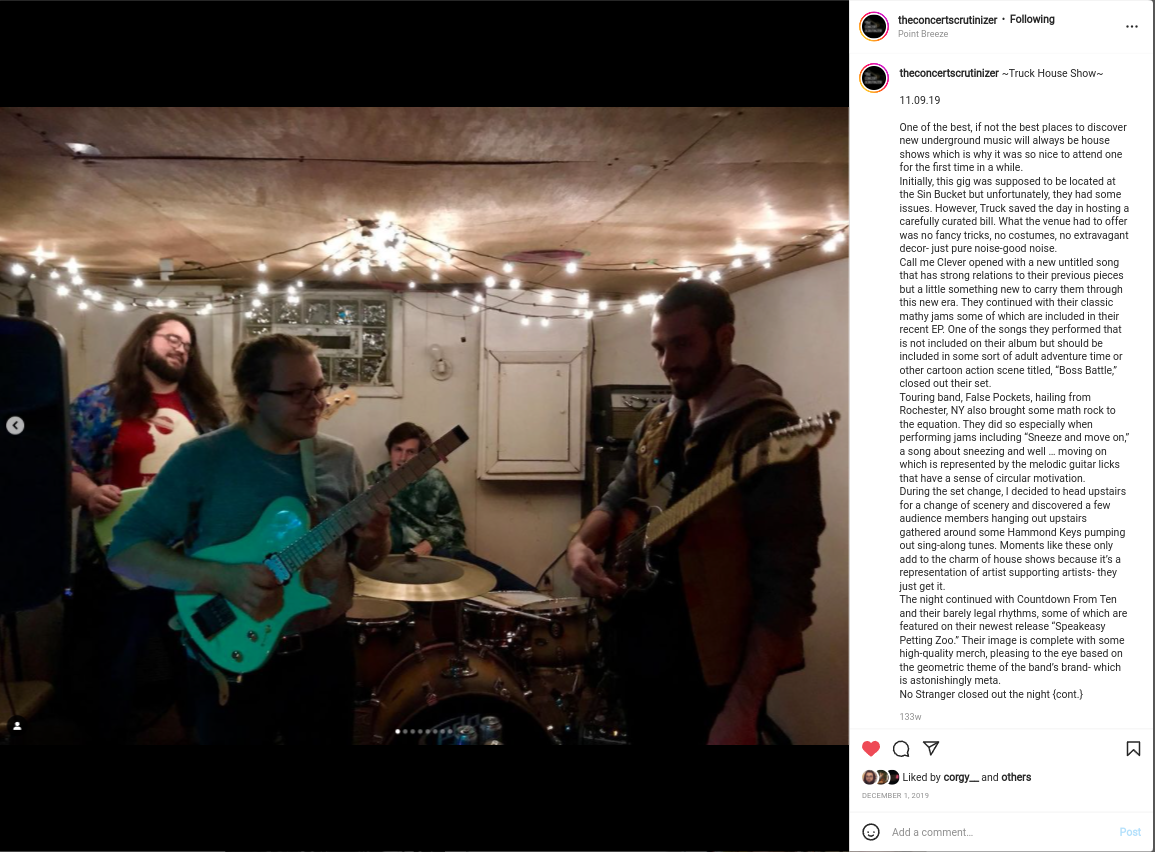 theconcertscrutinizer • Following
Point Breeze
theconcertscrutinizer ~Truck House Show~
11.09.19
One of the best, if not the best places to discover
new underground music will always be house
shows which is why it was so nice to attend one
for the first time in a while.
Initially, this gig was supposed to be located at
the Sin Bucket but unfortunately, they had some
issues. However, Truck saved the day in hosting a
carefully curated bill. What the venue had to offer
was no fancy tricks, no costumes, no extravagant
decor- just pure noise-good noise.
Call me Clever opened with a new untitled song
that has strong relations to their previous pieces
but a little something new to carry them through
this new era. They continued with their classic
mathy jams some of which are included in their
recent EP. One of the songs they performed that
is not included on their album but should be
included in some sort of adult adventure time or
other cartoon action scene titled, “Boss Battle,”
closed out their set.
Touring band, False Pockets, hailing from
Rochester, NY also brought some math rock to
the equation. They did so especially when
performing jams including “Sneeze and move on,”
a song about sneezing and well … moving on
which is represented by the melodic guitar licks
that have a sense of circular motivation.
During the set change, I decided to head upstairs
for a change of scenery and discovered a few
audience members hanging out upstairs
gathered around some Hammond Keys pumping
out sing-along tunes. Moments like these only
add to the charm of house shows because it’s a
representation of artist supporting artists- they
just get it.
The night continued with Countdown From Ten
and their barely legal rhythms, some of which are
featured on their newest release “Speakeasy
Petting Zoo.” Their image is complete with some
high-quality merch, pleasing to the eye based on
the geometric theme of the band’s brand- which
is astonishingly meta.
No Stranger closed out the night {cont.}
133w
Liked by corgy__ and others
DECEMBER 1, 2019
Add a comment…
Post